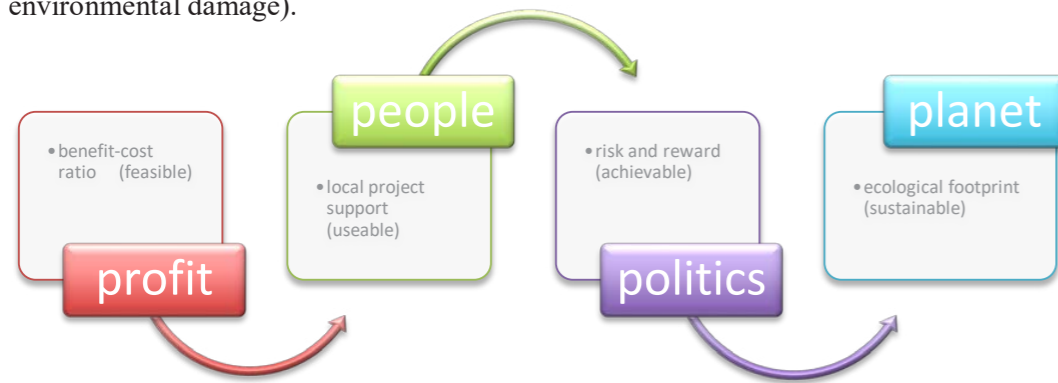 environmental damage).
people
planet
• benefit-cost
ratio (feasible)
• local project
support
(useable)
• risk and reward
(achievable)
• ecological footprint
(sustainable)
profit
politics